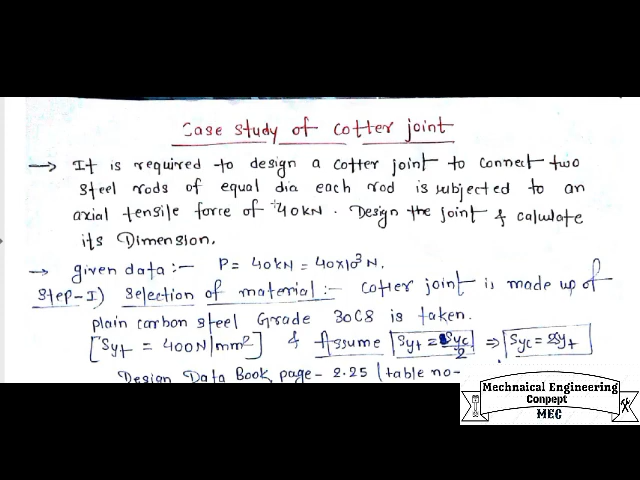 Case study of cotter joint
→ It is required to design a cotter joint to connect two
steel rods of equal dia each rod is subjected to an
axial tensile force of 40kN. Design the joint & calculate
its Dimension.
→ given data:- P = 40kN = 40x10³ N.
Step-I) Selection of material:- Cotter joint is made up of
plain carbon steel Grade 30C8 is taken.
[Syt = 400N/mm²] & Assume Syt = Syc/2 ⇒ Syc = 2Syt
Design Data Book page - 2.25 (table no-
Mechnaical Engineering
Conpept
MEC